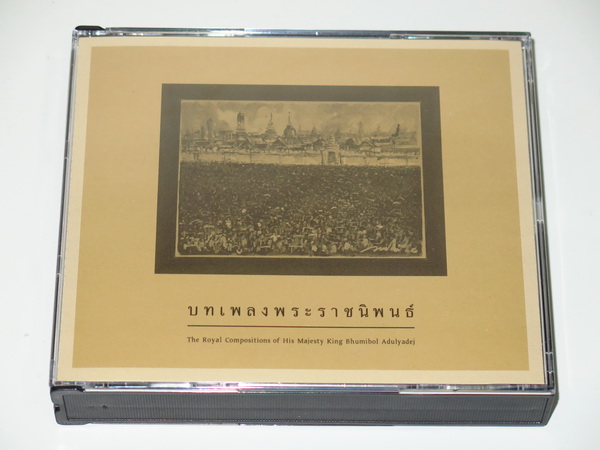 บทเพลงพระราชนิพนธ์
The Royal Compositions of His Majesty King Bhumibol Adulyadej